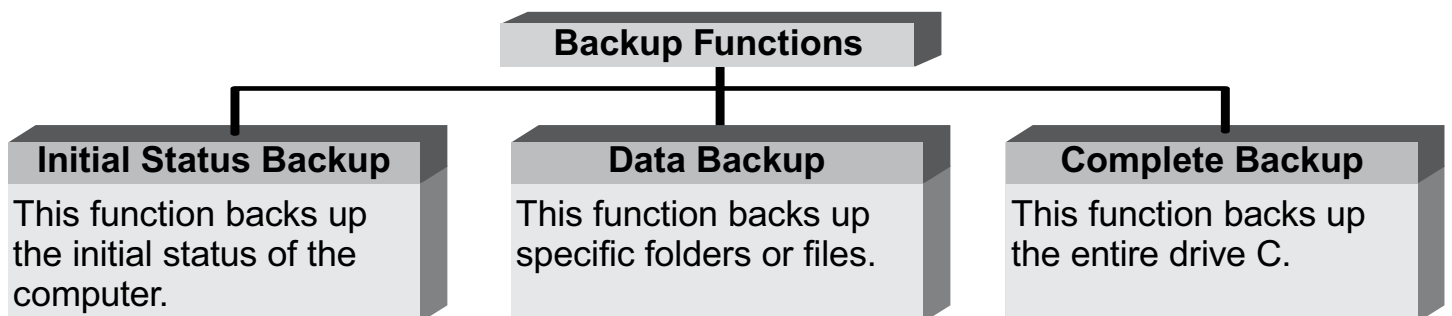 Backup Functions
Initial Status Backup
This function backs up
the initial status of the
computer.
Data Backup
This function backs up
specific folders or files.
Complete Backup
This function backs up
the entire drive C.